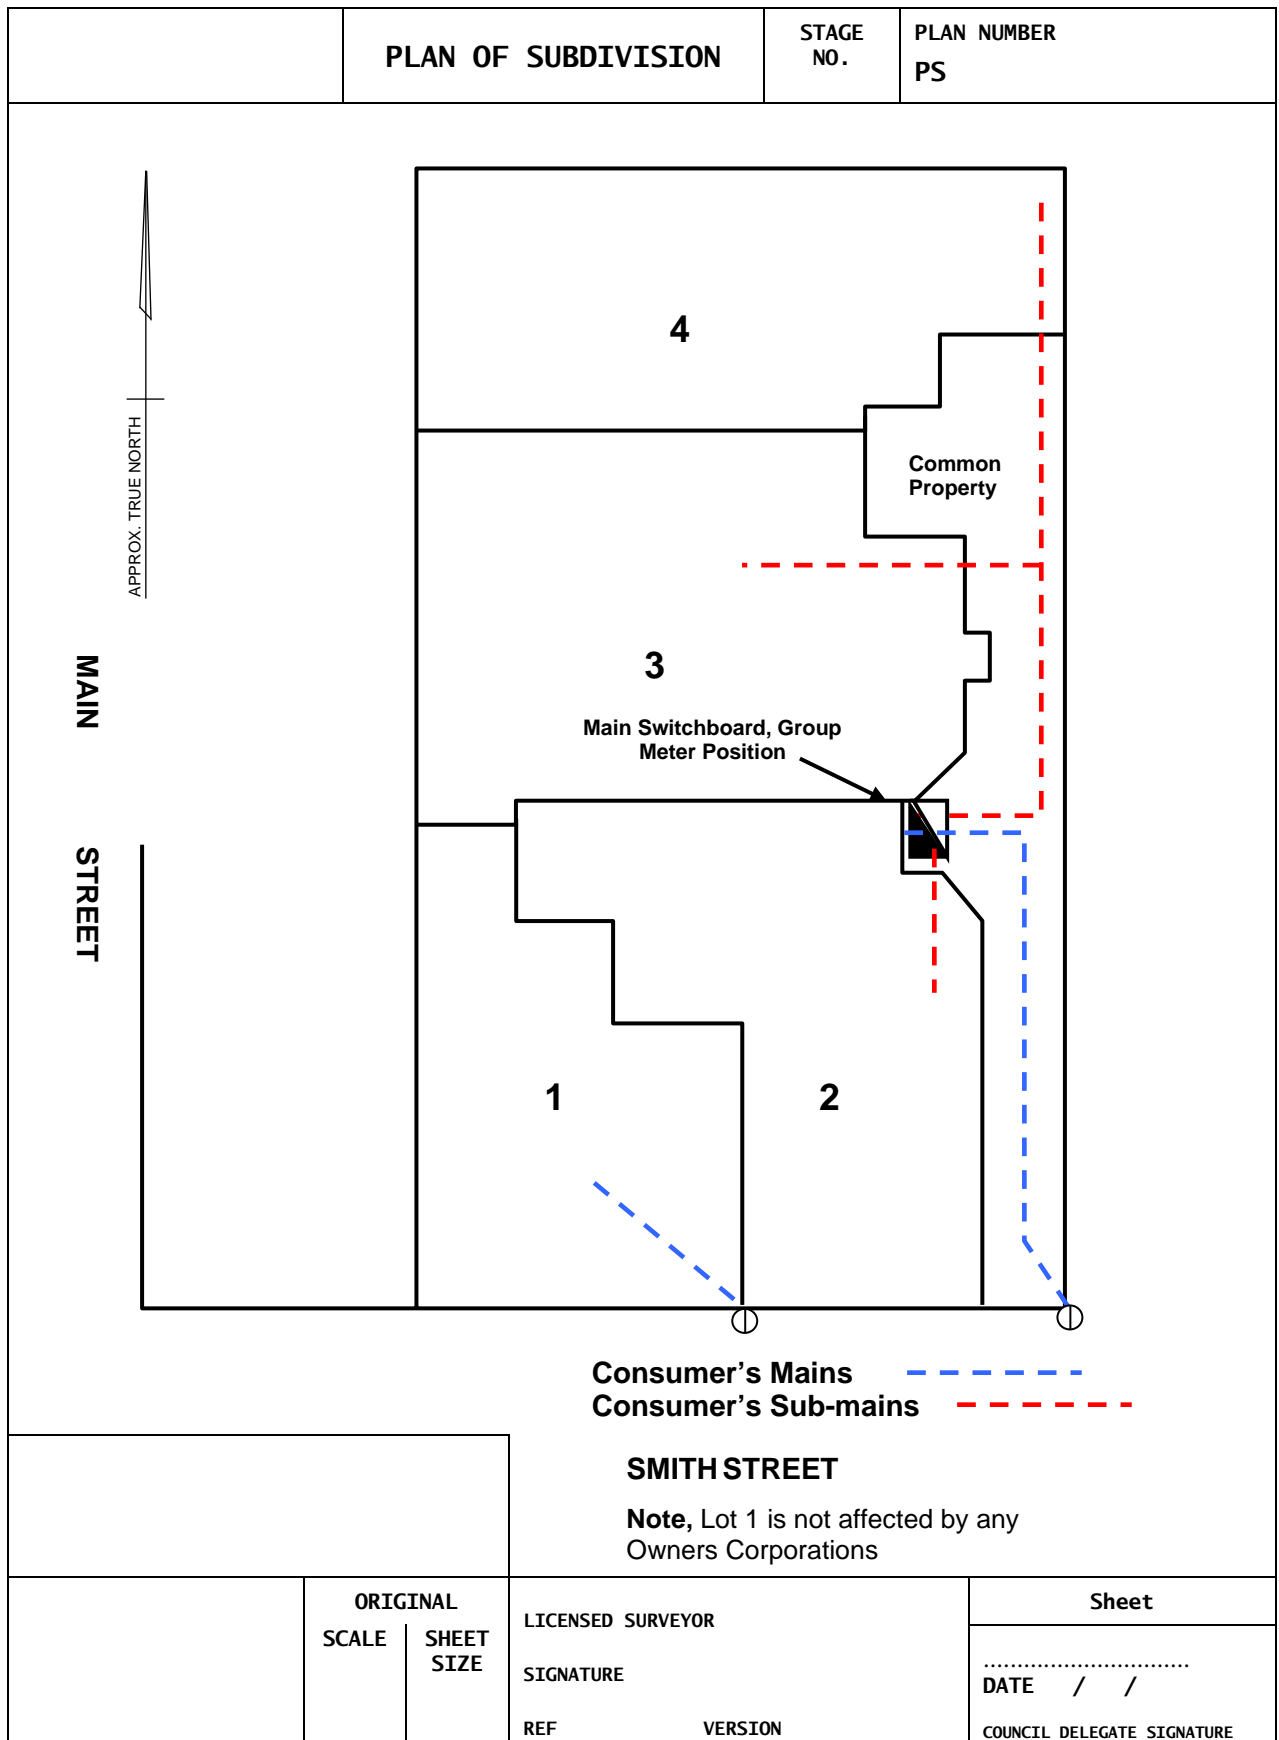 PLAN OF SUBDIVISION
STAGE
NO.
PLAN NUMBER
PS
APPROX. TRUE NORTH
4
Common
Property
3
MAIN STREET
Main Switchboard, Group
Meter Position
1
2
Consumer's Mains
Consumer's Sub-mains
SMITH STREET
Note, Lot 1 is not affected by any
Owners Corporations
ORIGINAL
SCALE
SHEET
SIZE
LICENSED SURVEYOR
SIGNATURE
REF VERSION
Sheet
...............................
DATE / /
COUNCIL DELEGATE SIGNATURE